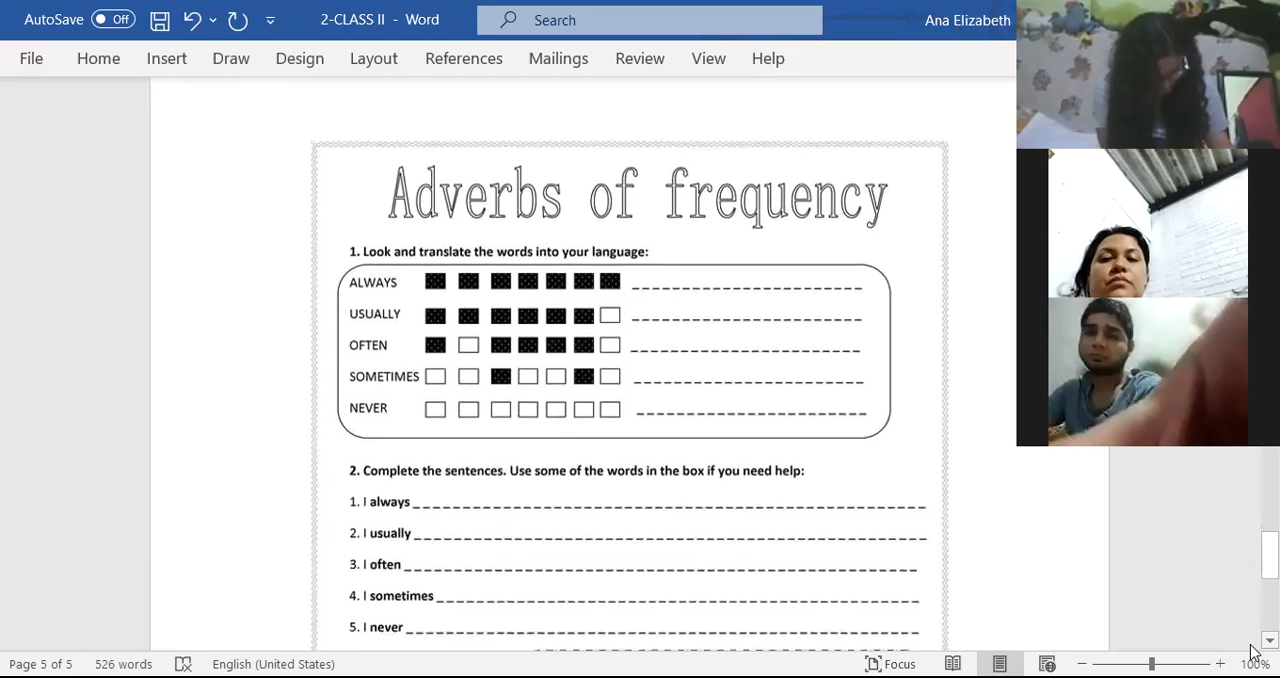 AutoSave Off 2-CLASS II - Word Search Ana Elizabeth
File Home Insert Draw Design Layout References Mailings Review View Help
Adverbs of frequency
1. Look and translate the words into your language:
ALWAYS
USUALLY
OFTEN
SOMETIMES
NEVER
2. Complete the sentences. Use some of the words in the box if you need help:
1. I always
2. I usually
3. I often
4. I sometimes
5. I never
Page 5 of 5 526 words English (United States) Focus 100%